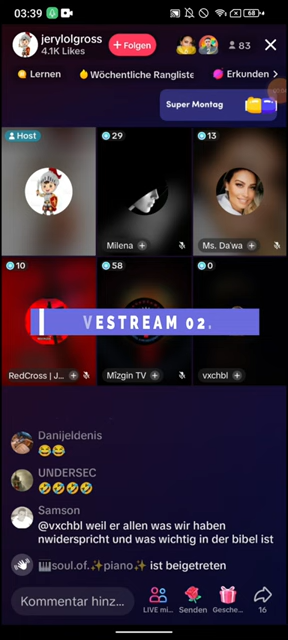 03:39
68
jerylolgross
4.1K Likes
+ Folgen
83
Lernen
Wöchentliche Rangliste
Erkunden >
Super Montag
Host
29
13
Milena
Ms. Da'wa
10
58
0
VESTREAM 02.
RedCross | J...
Mîzgin TV
vxchbl
Danijeldenis
😂😂
UNDERSEC
🤣🤣🤣🤣
Samson
@vxchbl weil er allen was wir haben
nwiderspricht und was wichtig in der bibel ist
🎹soul.of.✨piano✨ ist beigetreten
Kommentar hinz...
LIVE mi...
Senden
Gesche...
16